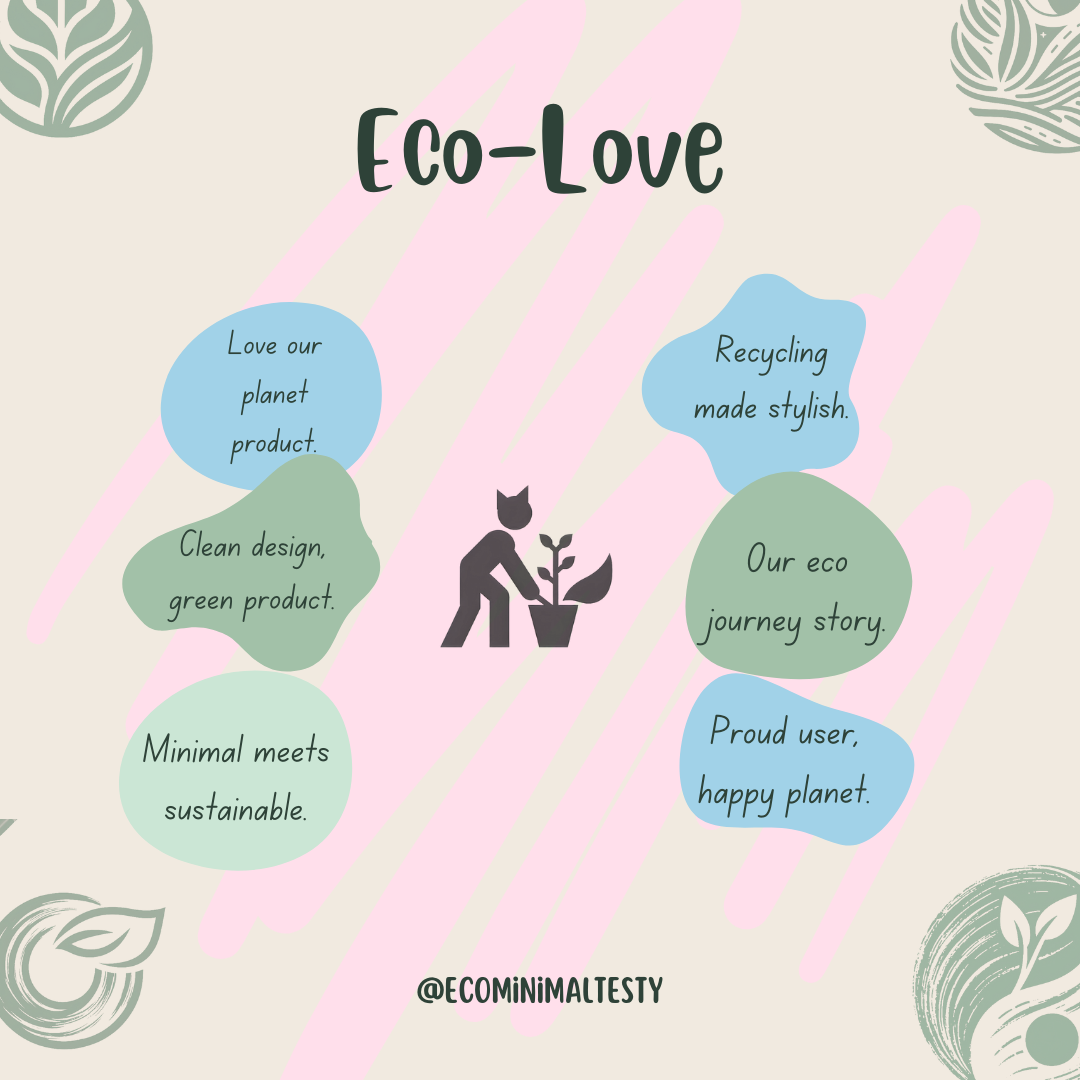 Eco-Love
Love our
planet
product.
Clean design,
green product.
Minimal meets
sustainable.
Recycling
made stylish.
Our eco
journey story.
Proud user,
happy planet.
@ECOMiNiMALTESTY